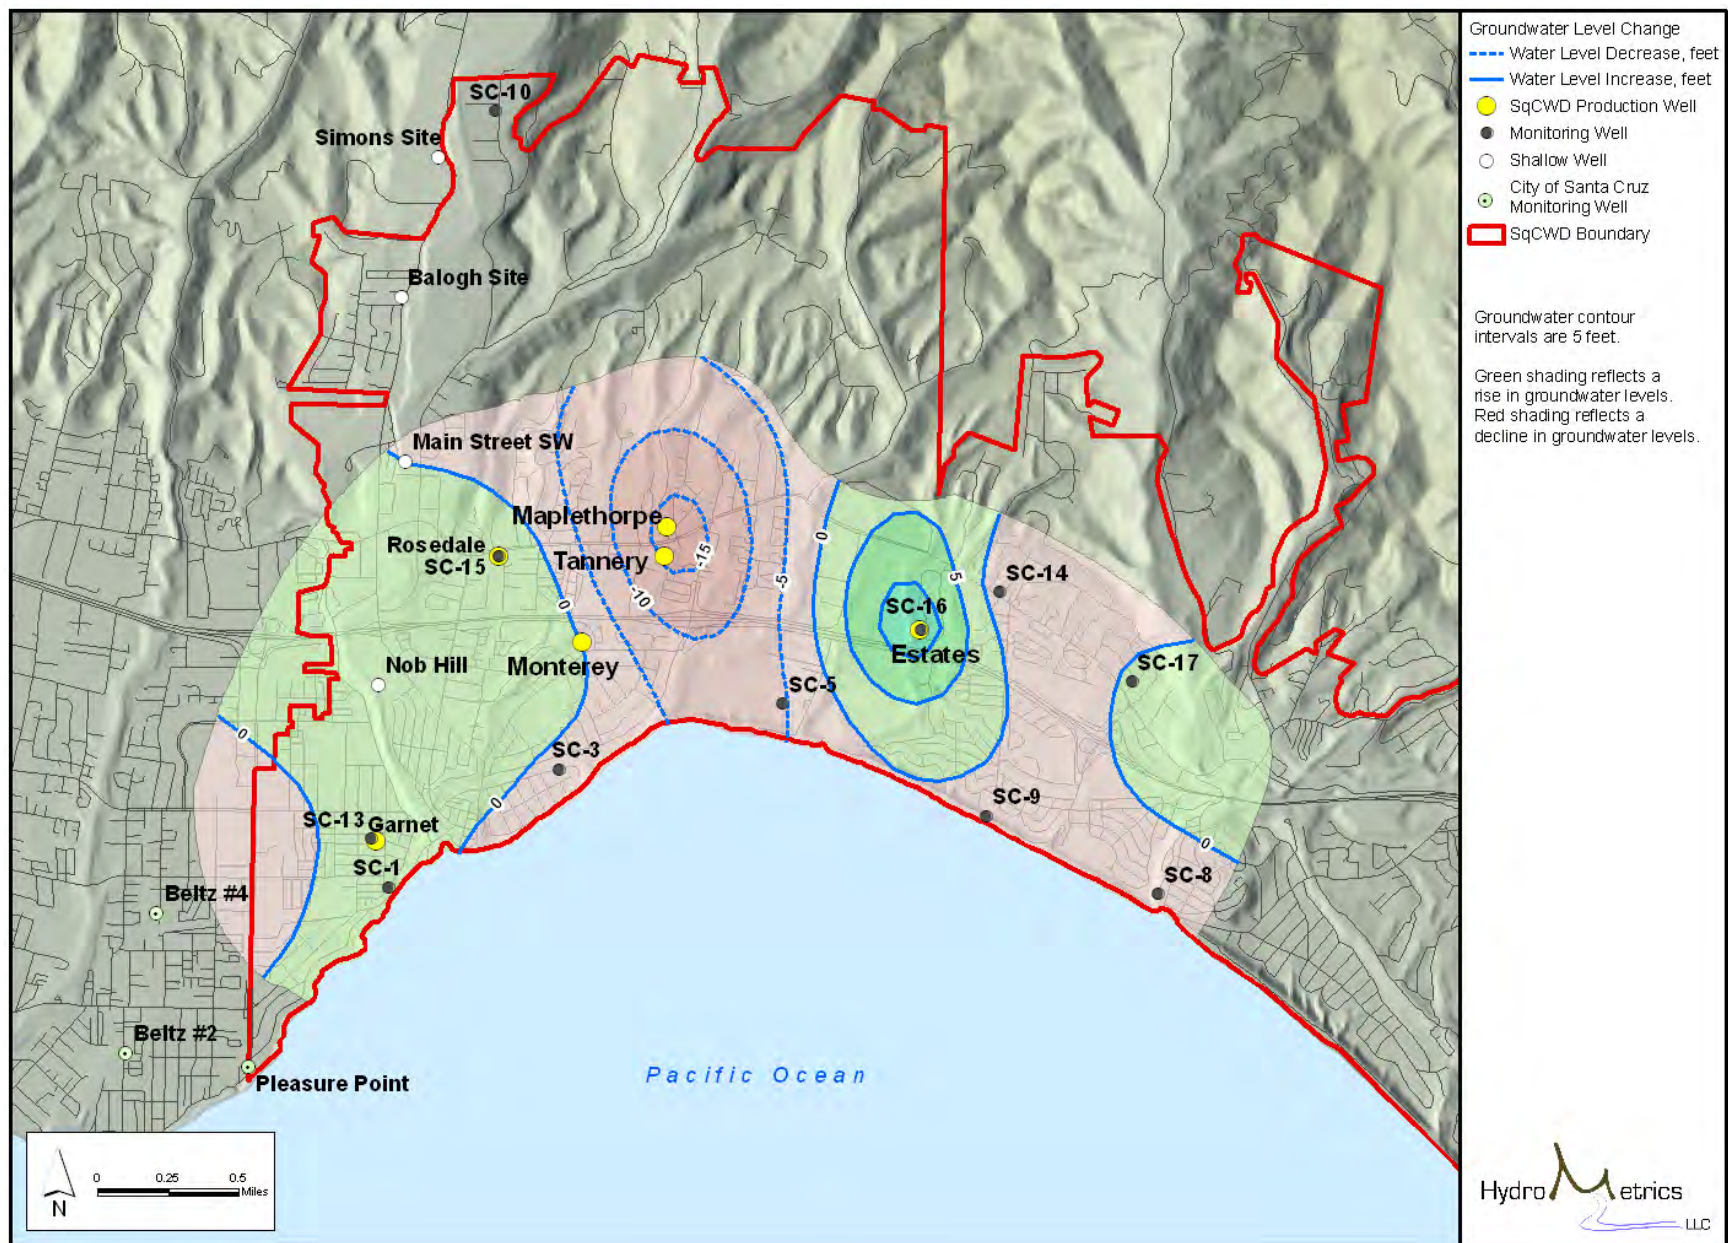 SC-10
Simons Site
Balogh Site
Main Street SW
Maplethorpe
Rosedale
SC-15
Tannery
-15
-10
-5
0
5
SC-14
SC-16
Estates
0
Monterey
Nob Hill
SC-17
SC-5
0
SC-3
0
SC-9
SC-13
Garnet
0
SC-1
SC-8
Beltz #4
Beltz #2
Pleasure Point
Pacific Ocean
0
0.25
0.5
Miles
N
Groundwater Level Change
Water Level Decrease, feet
Water Level Increase, feet
SqCWD Production Well
Monitoring Well
Shallow Well
City of Santa Cruz
Monitoring Well
SqCWD Boundary
Groundwater contour
intervals are 5 feet.
Green shading reflects a
rise in groundwater levels.
Red shading reflects a
decline in groundwater levels.
HydroMetrics
LLC